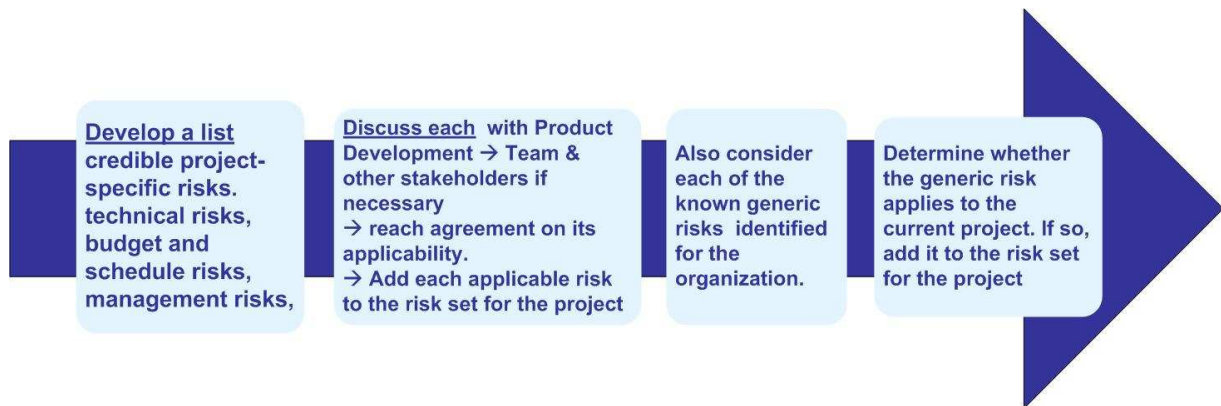 Develop a list
credible project-
specific risks.
technical risks,
budget and
schedule risks,
management risks,
Discuss each with Product
Development → Team &
other stakeholders if
necessary
→ reach agreement on its
applicability.
→ Add each applicable risk
to the risk set for the project
Also consider
each of the
known generic
risks identified
for the
organization.
Determine whether
the generic risk
applies to the
current project. If so,
add it to the risk set
for the project